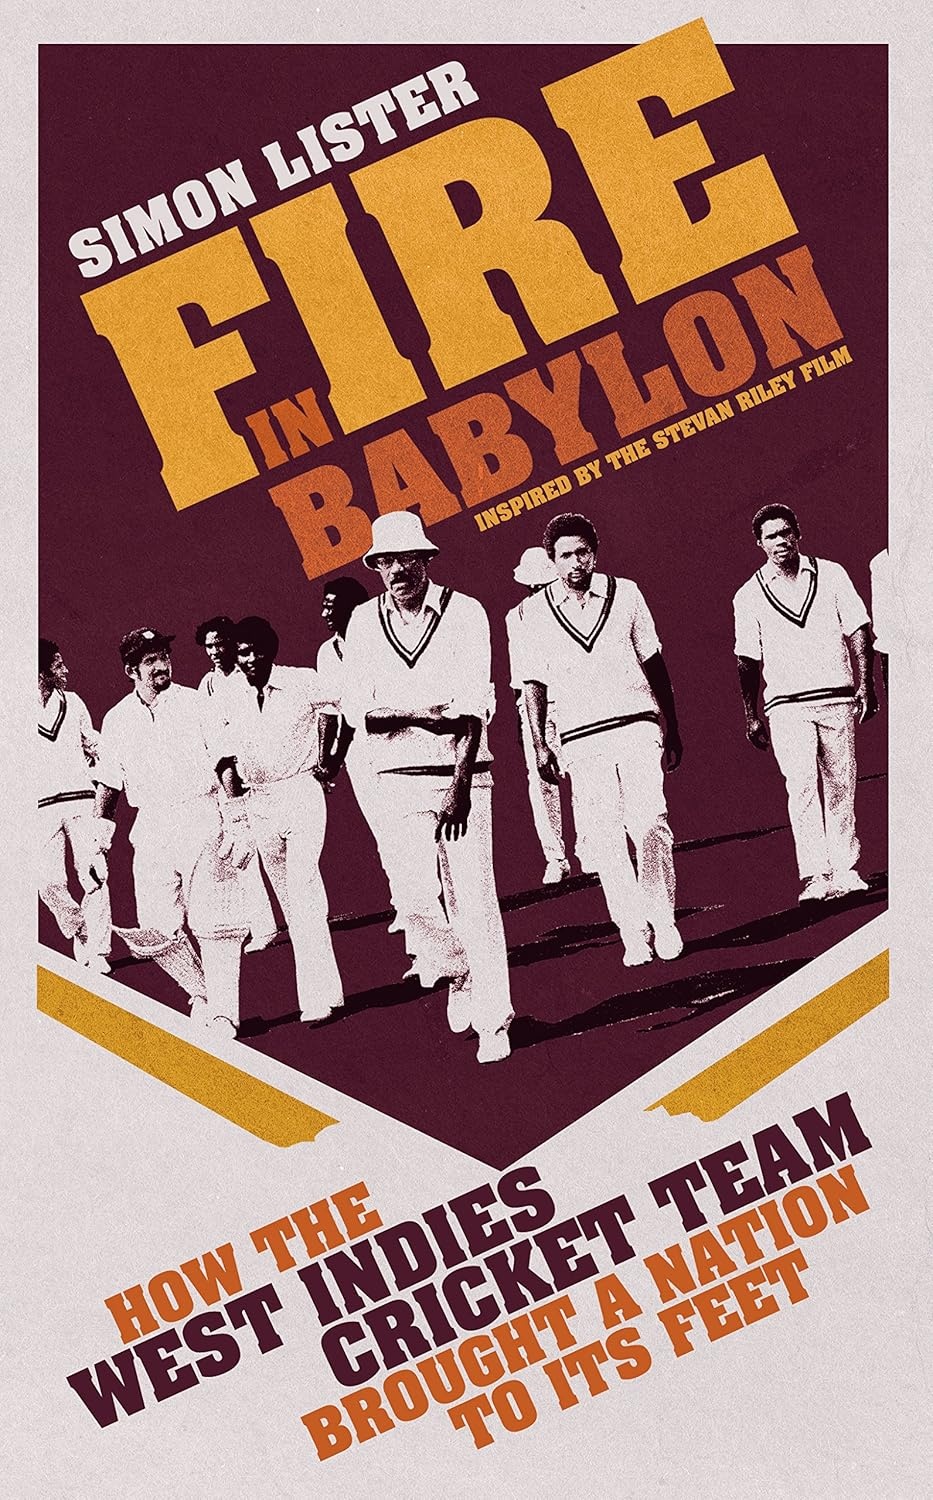 SIMON LISTER
FIRE
IN
BABYLON
INSPIRED BY THE STEVAN RILEY FILM
HOW THE
WEST INDIES
CRICKET TEAM
BROUGHT A NATION
TO ITS FEET